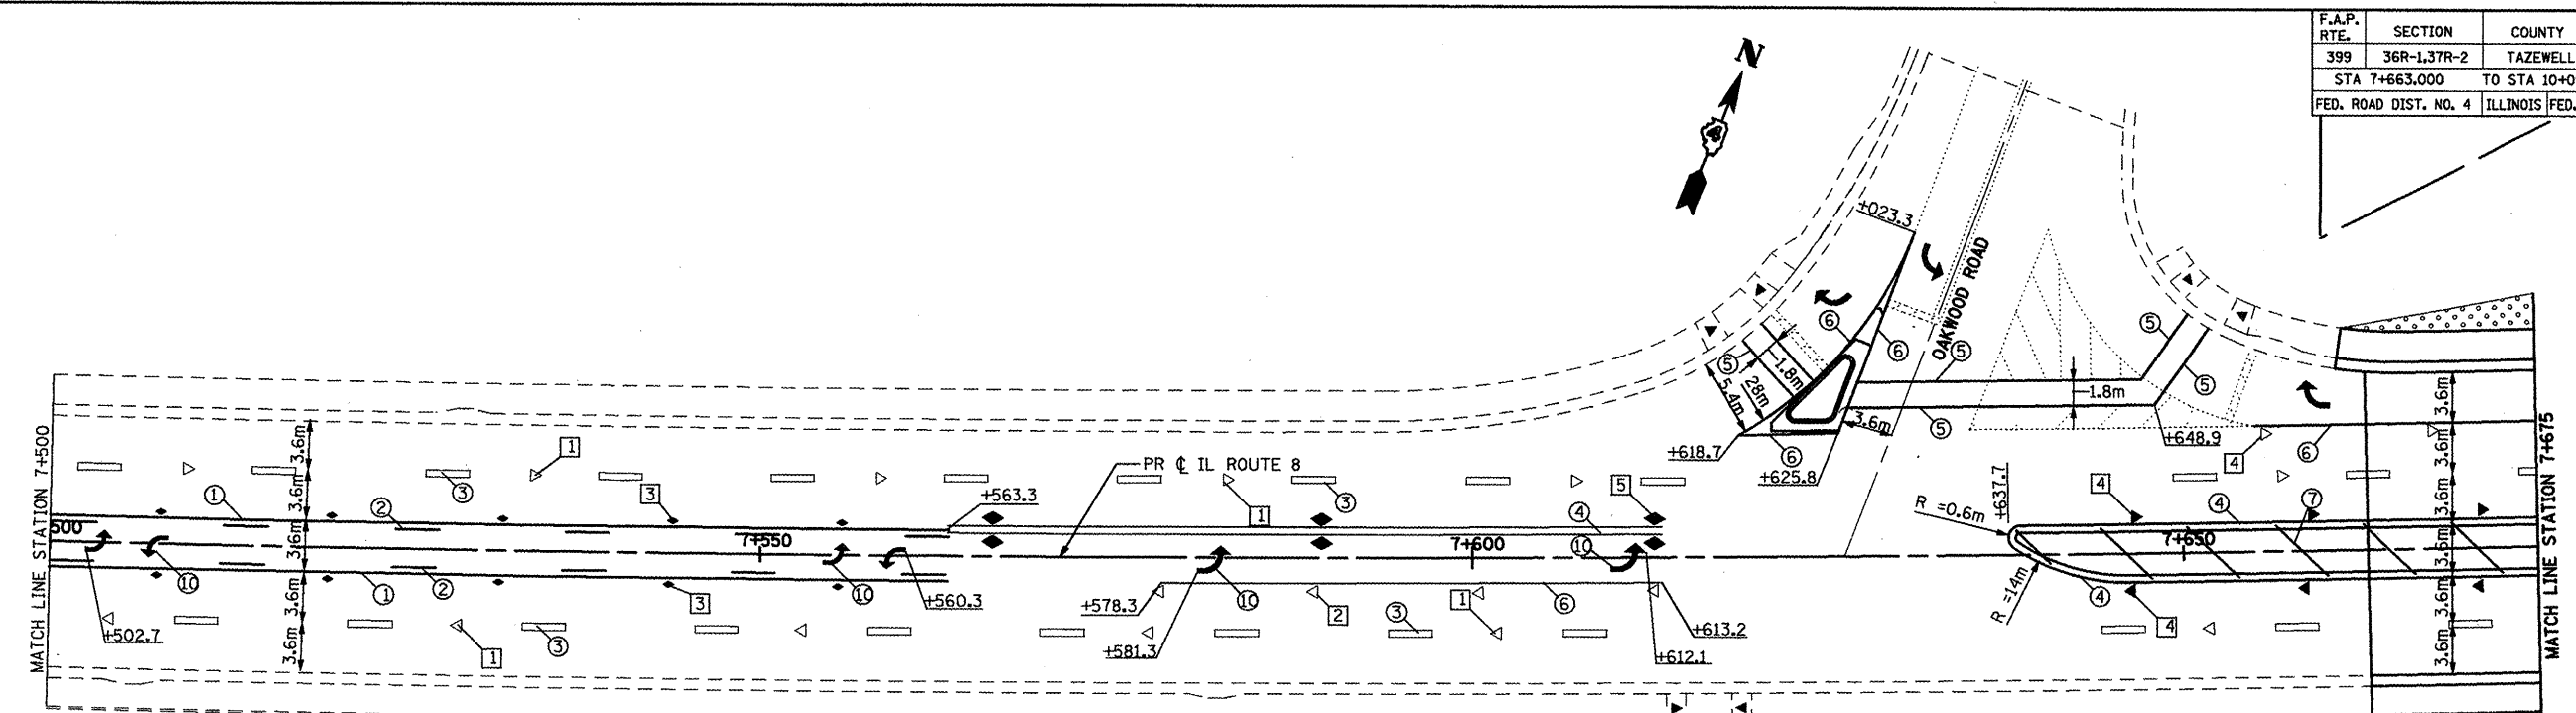 F.A.P. RTE. SECTION COUNTY
399 36R-1,37R-2 TAZEWELL
STA 7+663.000 TO STA 10+0
FED. ROAD DIST. NO. 4 ILLINOIS FED.
N
+023.3
OAKWOOD ROAD
6
6
5
5
1.8m
28m
5.4m
3.6m
5
5
5
1.8m
+648.9
+618.7
6
+625.8
4
6
MATCH LINE STATION 7+500
3.6m
3.6m
3.6m
3.6m
3.6m
1
3
1
3
PR ℄ IL ROUTE 8
1
3
5
4
+563.3
500
2
7+550
7+600
10
R =0.6m
+637.7
4
4
7
7+650
3.6m
3.6m
3.6m
3.6m
3.6m
3.6m
MATCH LINE STATION 7+675
10
1
2
3
10
+560.3
+578.3
10
2
1
6
+502.7
1
3
+581.3
3
+613.2
+612.1
R =14m
4
4